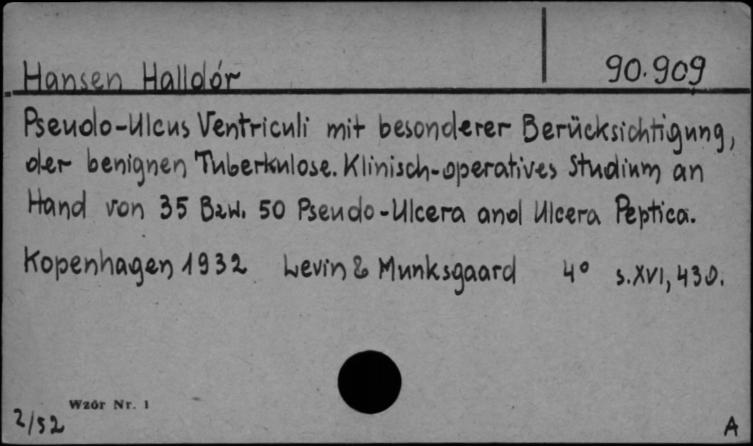 Hansen Halldór 90.909
Pseudo-Ulcus Ventriculi mit besonderer Berücksichtigung,
der benignen Tuberkulose. Klinisch-operatives Studium an
Hand von 35 Bzw. 50 Pseudo-Ulcera and Ulcera Peptica.
Kopenhagen 1932 Levin & Munksgaard 4° s. XVI, 430.
Wzór Nr. 1
2/52 A